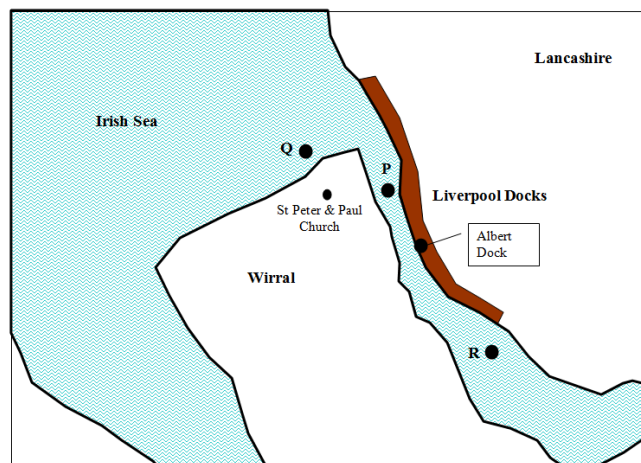 Lancashire
Irish Sea
Q
P
Liverpool Docks
St Peter & Paul
Church
Albert
Dock
Wirral
R